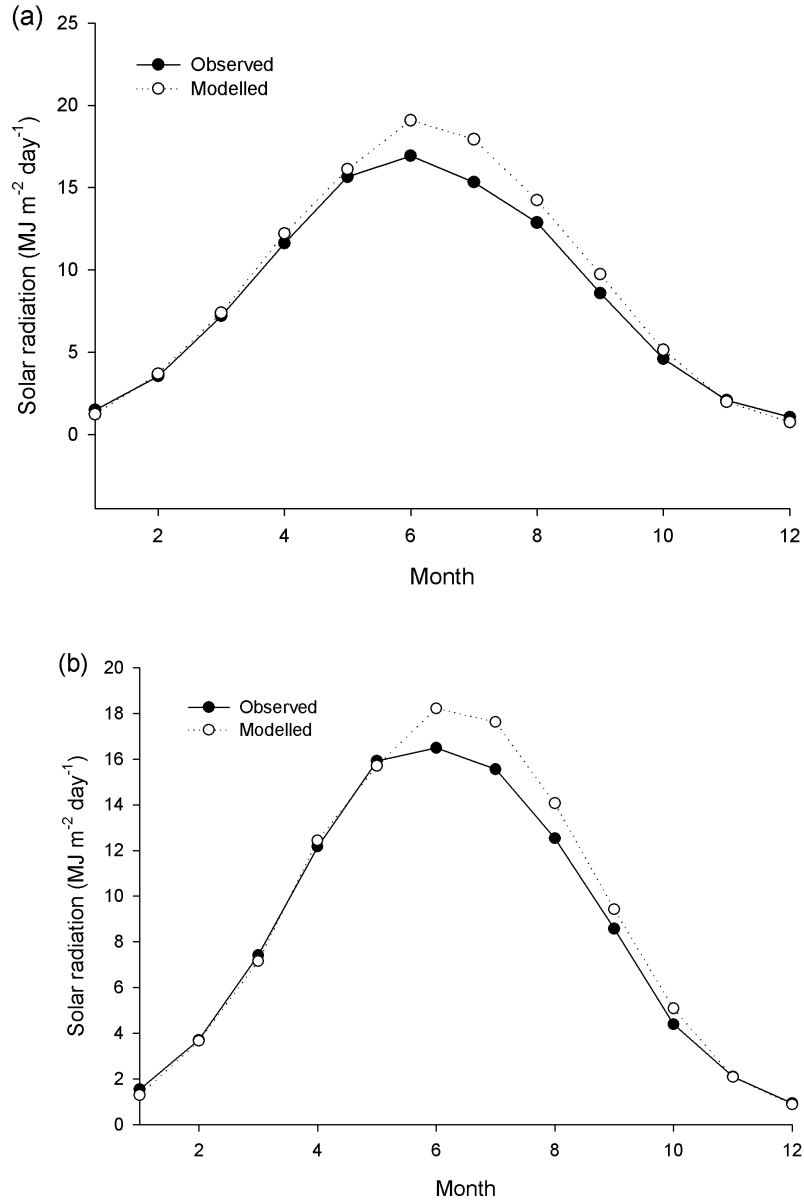 (a)
25
20
15
10
5
0
Solar radiation (MJ m⁻² day⁻¹)
Observed
Modelled
2 4 6 8 10 12
Month
(b)
20
18
16
14
12
10
8
6
4
2
0
Solar radiation (MJ m⁻² day⁻¹)
Observed
Modelled
2 4 6 8 10 12
Month